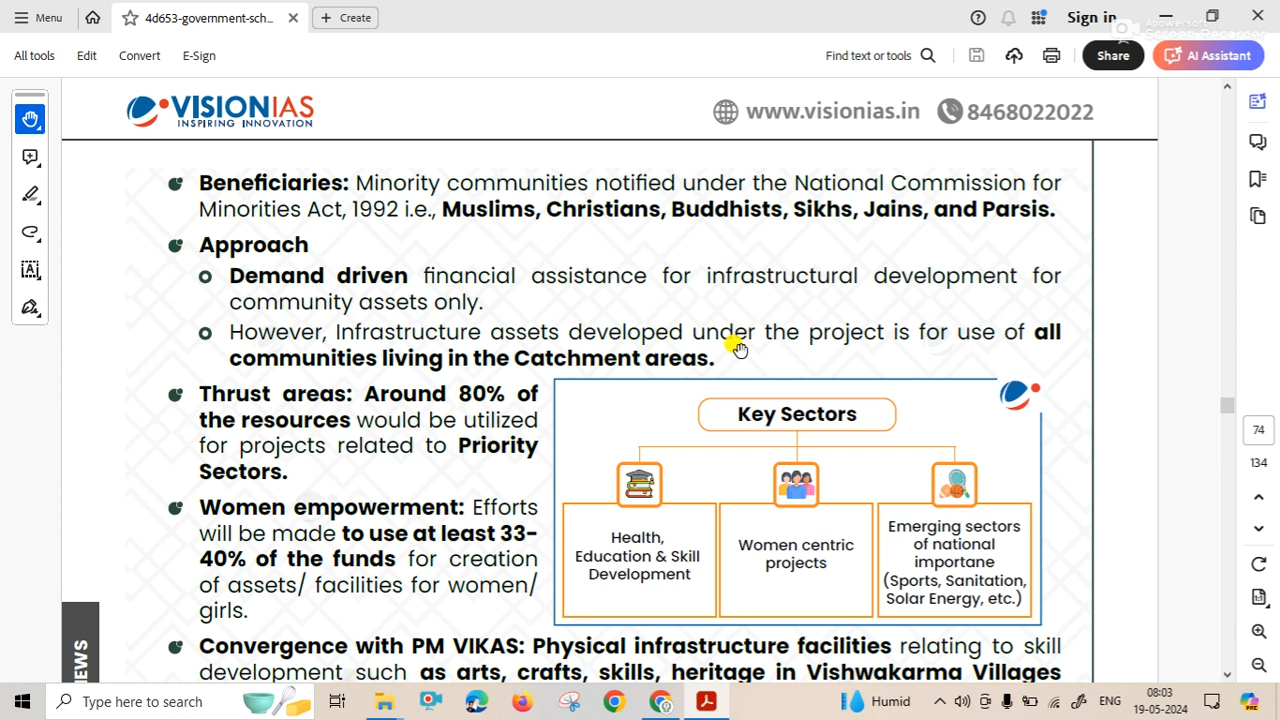 Menu
4d653-government-sch...
Create
Sign in
Apowersoft
Screen Recorder
All tools
Edit
Convert
E-Sign
Find text or tools
Share
AI Assistant
VISIONIAS
INSPIRING INNOVATION
www.visionias.in
8468022022
Beneficiaries: Minority communities notified under the National Commission for
Minorities Act, 1992 i.e., Muslims, Christians, Buddhists, Sikhs, Jains, and Parsis.
Approach
Demand driven financial assistance for infrastructural development for
community assets only.
However, Infrastructure assets developed under the project is for use of all
communities living in the Catchment areas.
Thrust areas: Around 80% of
the resources would be utilized
for projects related to Priority
Sectors.
Women empowerment: Efforts
will be made to use at least 33-
40% of the funds for creation
of assets/ facilities for women/
girls.
Key Sectors
Health,
Education & Skill
Development
Women centric
projects
Emerging sectors
of national
importane
(Sports, Sanitation,
Solar Energy, etc.)
Convergence with PM VIKAS: Physical infrastructure facilities relating to skill
development such as arts, crafts, skills, heritage in Vishwakarma Villages
NEWS
74
134
Type here to search
Humid
ENG
08:03
19-05-2024
PRE